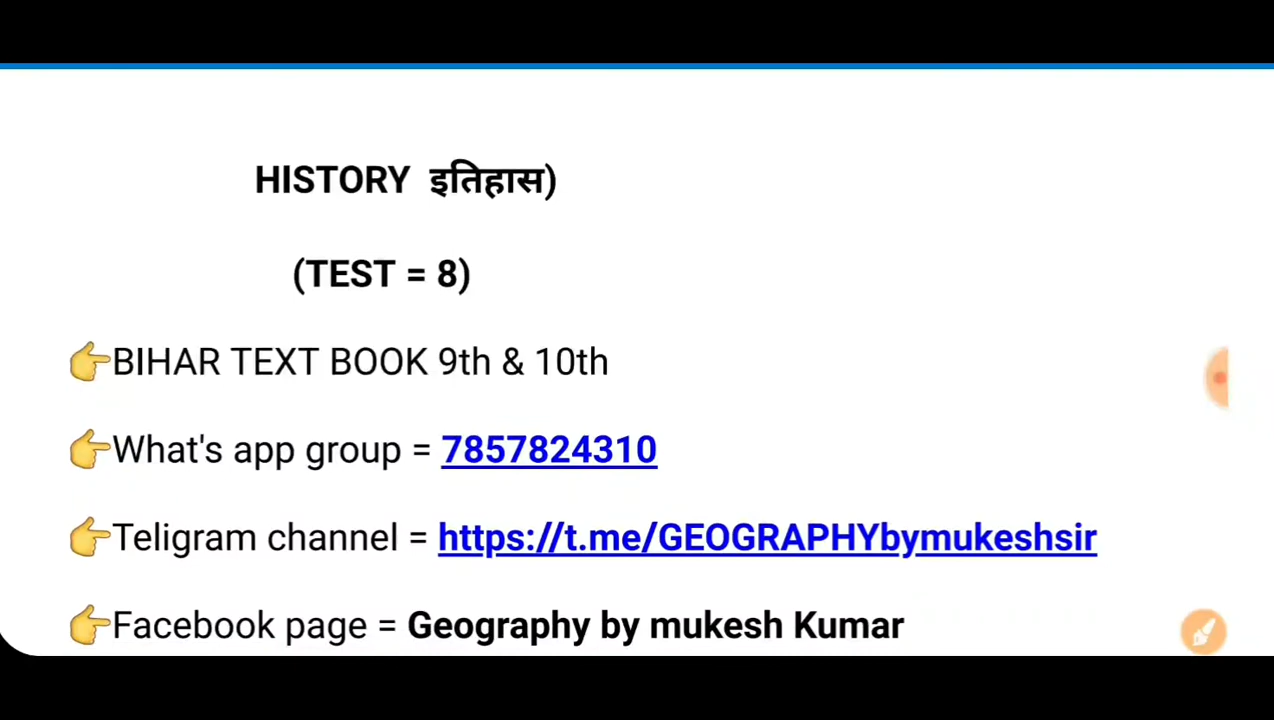 HISTORY इतिहास)
(TEST = 8)
👉BIHAR TEXT BOOK 9th & 10th
👉What's app group = 7857824310
👉Teligram channel = https://t.me/GEOGRAPHYbymukeshsir
👉Facebook page = Geography by mukesh Kumar